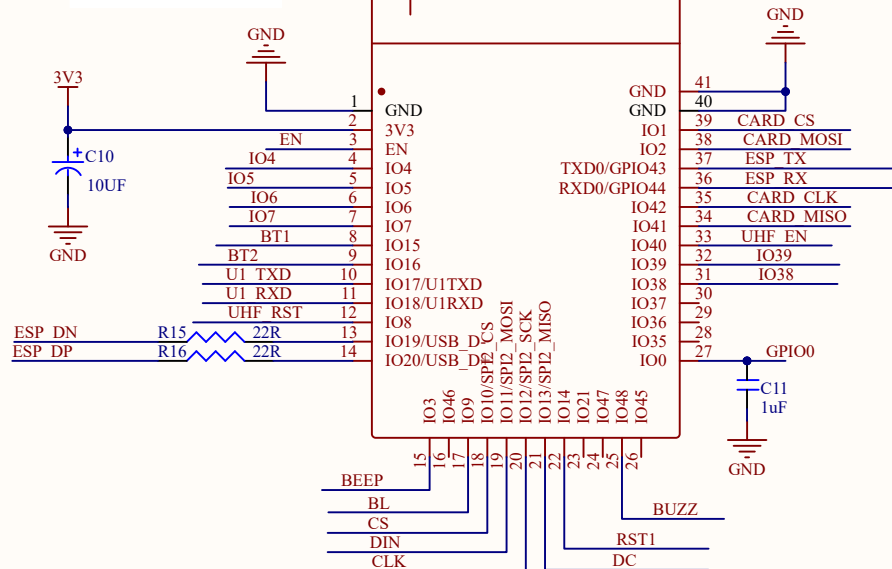 GND
GND
3V3
C10
10UF
GND
1 GND
2 3V3
EN 3 EN
IO4 4 IO4
IO5 5 IO5
IO6 6 IO6
IO7 7 IO7
BT1 8 IO15
BT2 9 IO16
U1_TXD 10 IO17/U1TXD
U1_RXD 11 IO18/U1RXD
UHF_RST 12 IO8
ESP_DN R15 22R 13 IO19/USB_D-
ESP_DP R16 22R 14 IO20/USB_D+
GND 41
GND 40
IO1 39 CARD_CS
IO2 38 CARD_MOSI
TXD0/GPIO43 37 ESP_TX
RXD0/GPIO44 36 ESP_RX
IO42 35 CARD_CLK
IO41 34 CARD_MISO
IO40 33 UHF_EN
IO39 32 IO39
IO38 31 IO38
IO37 30
IO36 29
IO35 28
IO0 27 GPIO0
C11
1uF
GND
IO3 15
IO46 16
IO9 17
IO10/SPI2_CS 18
IO11/SPI2_MOSI 19
IO12/SPI2_SCK 20
IO13/SPI2_MISO 21
IO14 22
IO21 23
IO47 24
IO48 25
IO45 26
BEEP
BL
CS
DIN
CLK
BUZZ
RST1
DC